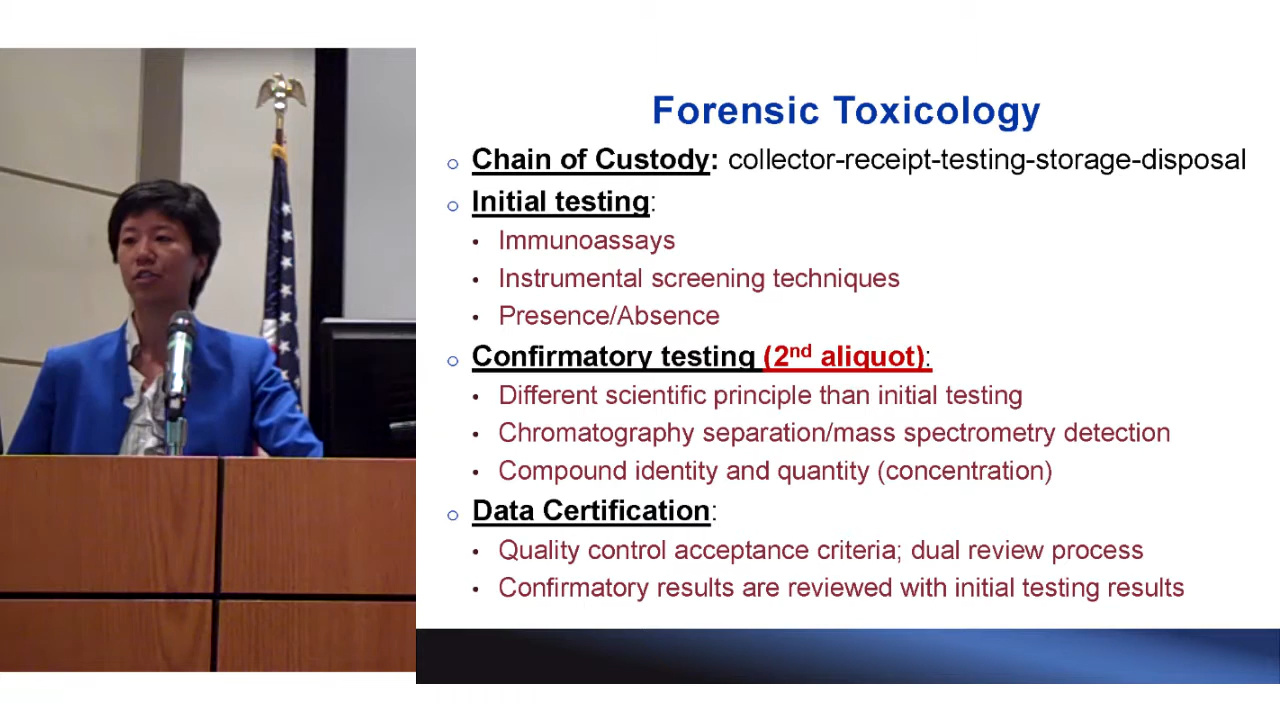 Forensic Toxicology
○ Chain of Custody: collector-receipt-testing-storage-disposal
○ Initial testing:
• Immunoassays
• Instrumental screening techniques
• Presence/Absence
○ Confirmatory testing (2nd aliquot):
• Different scientific principle than initial testing
• Chromatography separation/mass spectrometry detection
• Compound identity and quantity (concentration)
○ Data Certification:
• Quality control acceptance criteria; dual review process
• Confirmatory results are reviewed with initial testing results